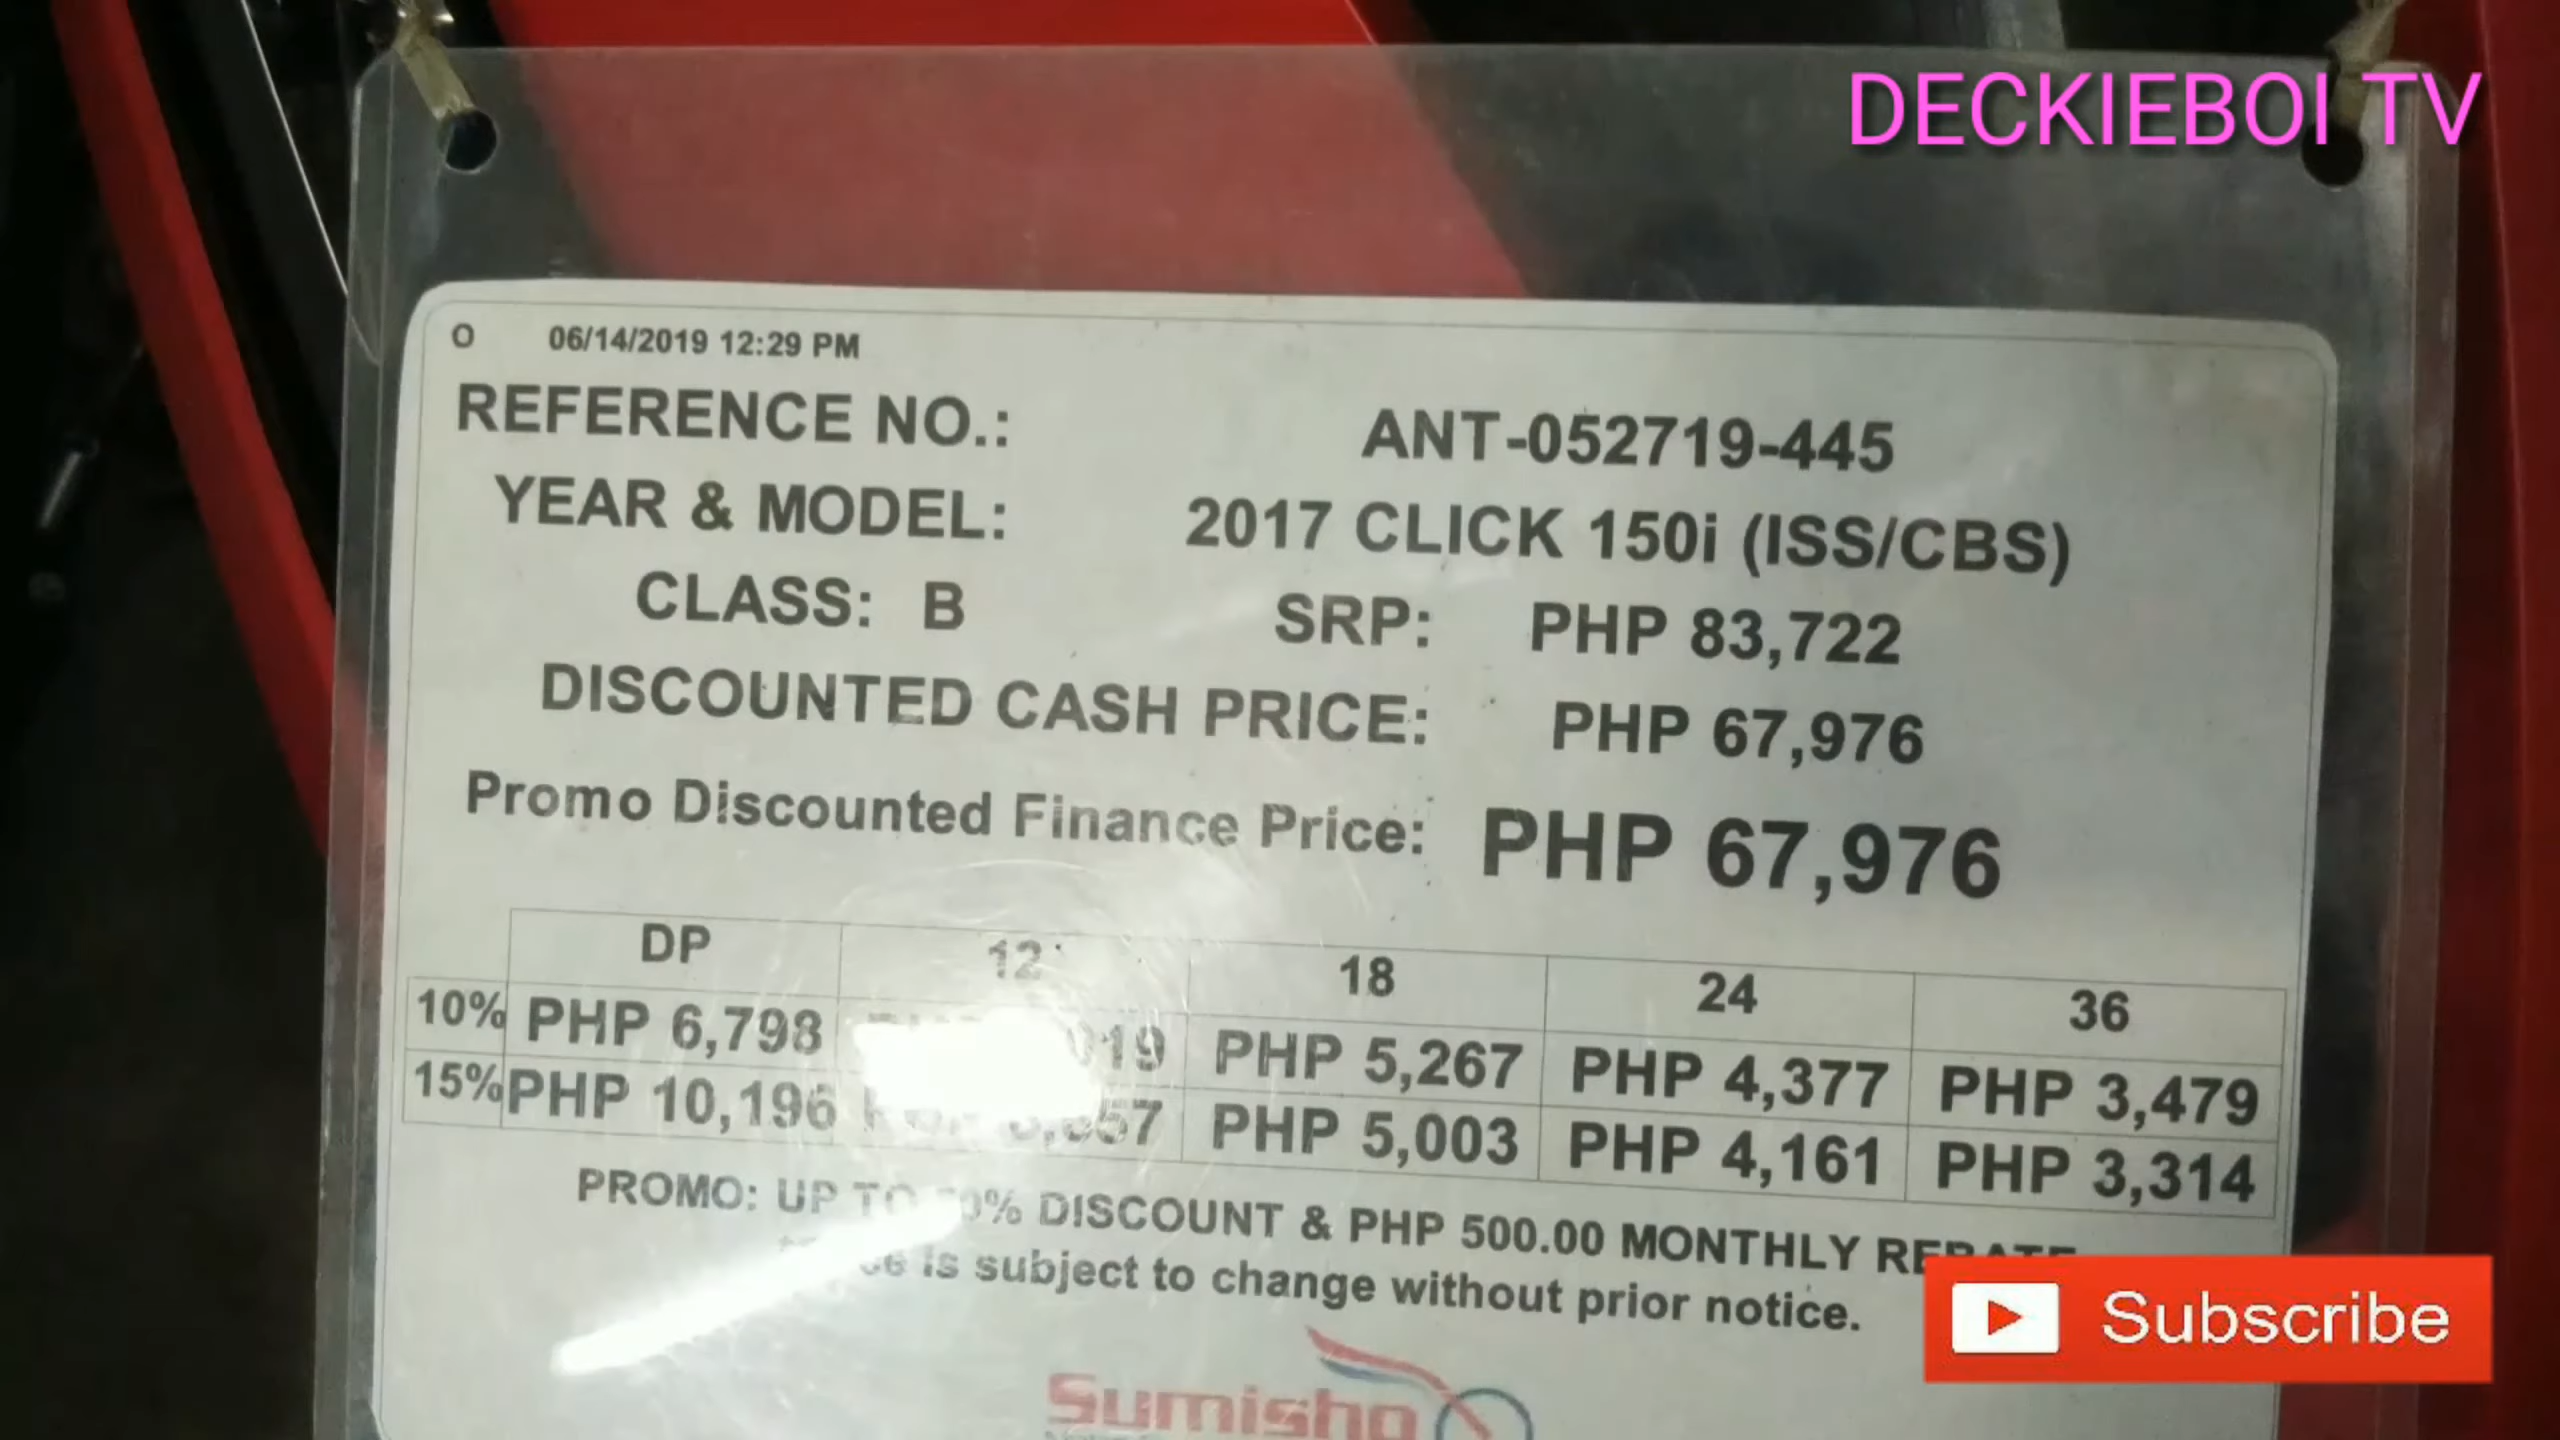 DECKIEBOI TV
O 06/14/2019 12:29 PM
REFERENCE NO.: ANT-052719-445
YEAR & MODEL: 2017 CLICK 150i (ISS/CBS)
CLASS: B SRP: PHP 83,722
DISCOUNTED CASH PRICE: PHP 67,976
Promo Discounted Finance Price: PHP 67,976
DP 12 18 24 36
10% PHP 6,798 PHP 5,267 PHP 4,377 PHP 3,479
15% PHP 10,196 PHP 5,003 PHP 4,161 PHP 3,314
PROMO: UP TO DISCOUNT & PHP 500.00 MONTHLY REBATE
is subject to change without prior notice.
Subscribe
Sumisho